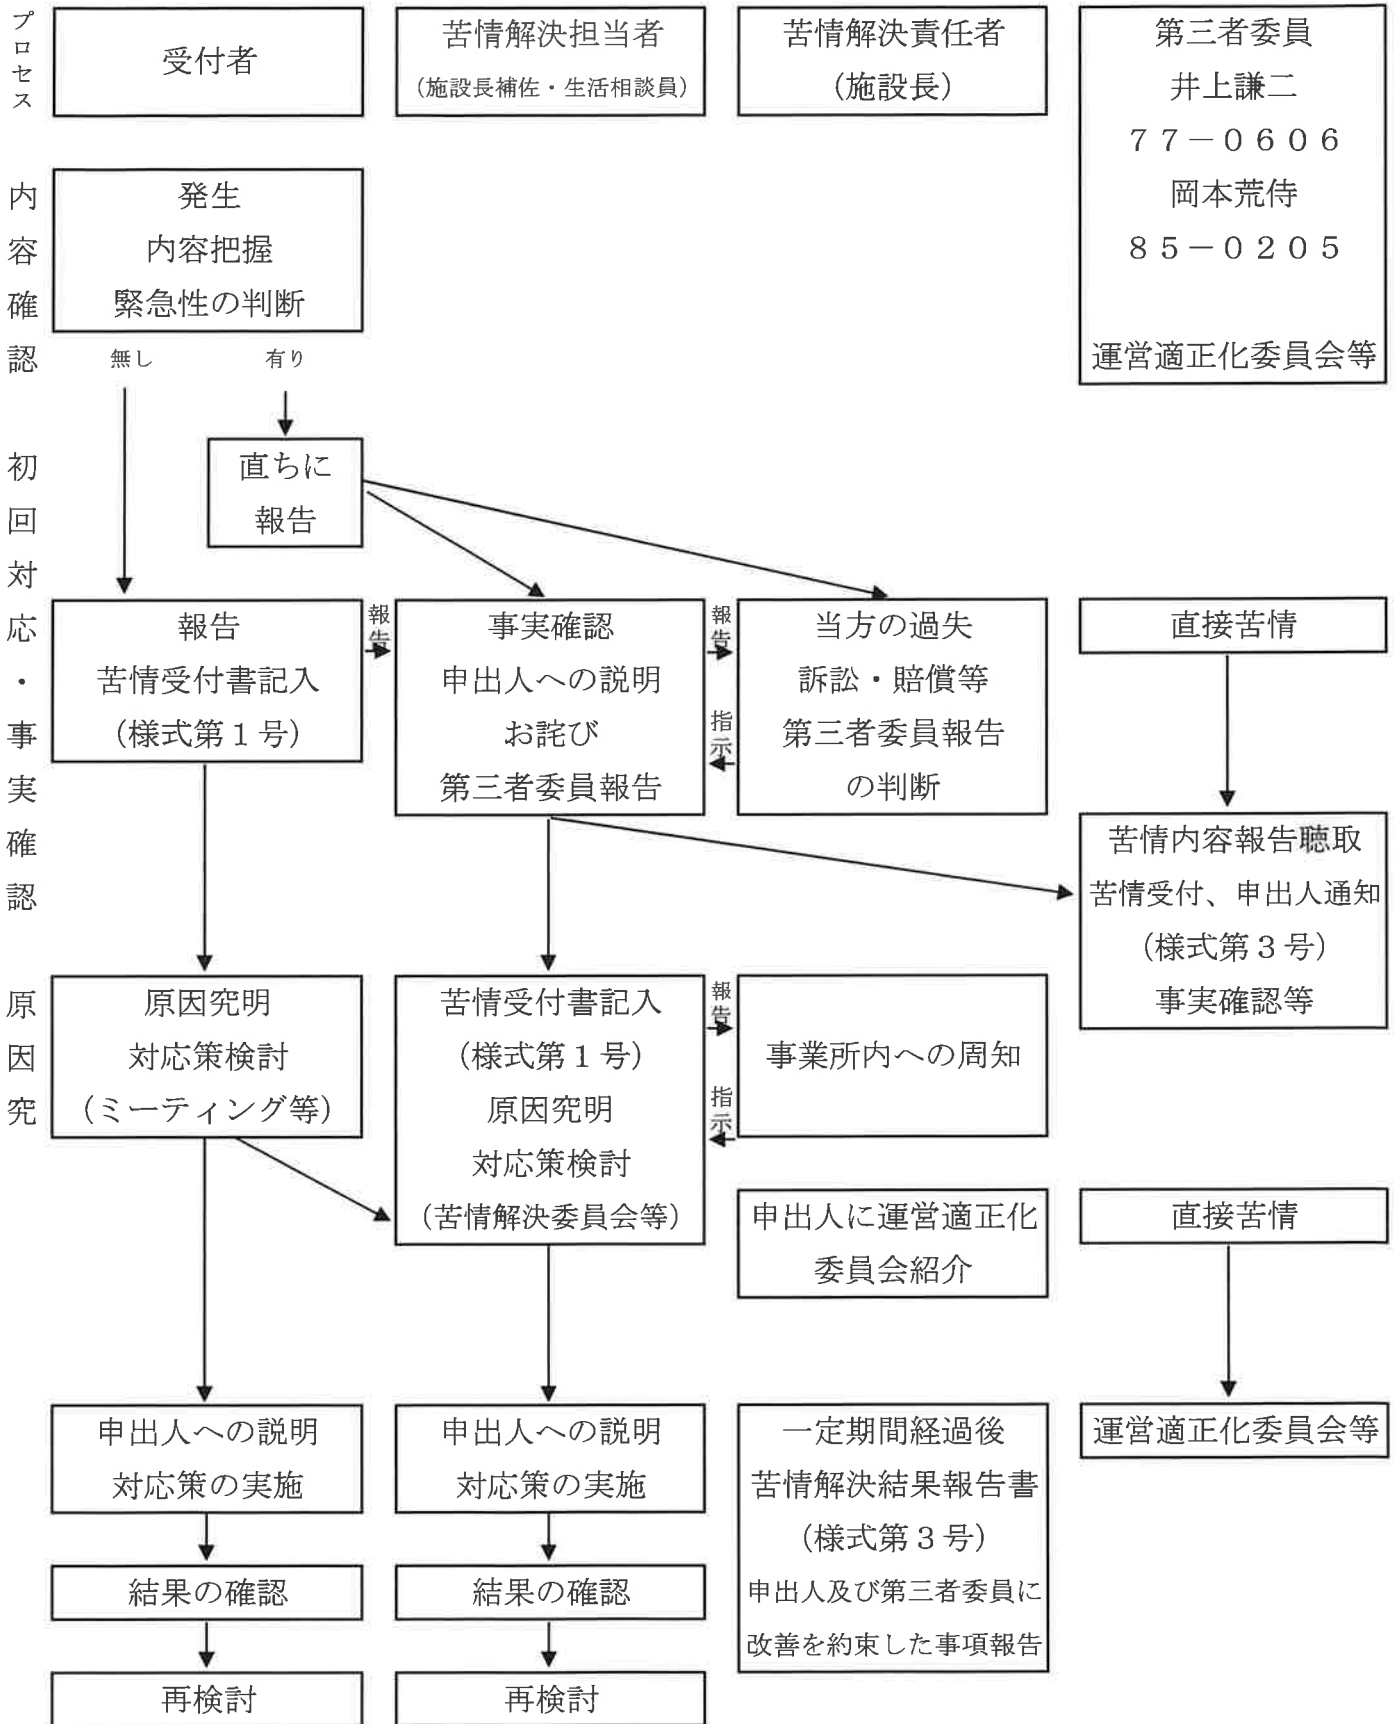 プロセス
受付者
苦情解決担当者
（施設長補佐・生活相談員）
苦情解決責任者
（施設長）
第三者委員
井上謙二
７７－０６０６
岡本荒侍
８５－０２０５
運営適正化委員会等
内容確認
発生
内容把握
緊急性の判断
無し
有り
初回対応・事実確認
直ちに
報告
報告
苦情受付書記入
（様式第１号）
報告
事実確認
申出人への説明
お詫び
第三者委員報告
報告
指示
当方の過失
訴訟・賠償等
第三者委員報告
の判断
直接苦情
苦情内容報告聴取
苦情受付、申出人通知
（様式第３号）
事実確認等
原因究
原因究明
対応策検討
（ミーティング等）
苦情受付書記入
（様式第１号）
原因究明
対応策検討
（苦情解決委員会等）
報告
指示
事業所内への周知
申出人に運営適正化
委員会紹介
直接苦情
申出人への説明
対応策の実施
申出人への説明
対応策の実施
一定期間経過後
苦情解決結果報告書
（様式第３号）
申出人及び第三者委員に
改善を約束した事項報告
運営適正化委員会等
結果の確認
結果の確認
再検討
再検討